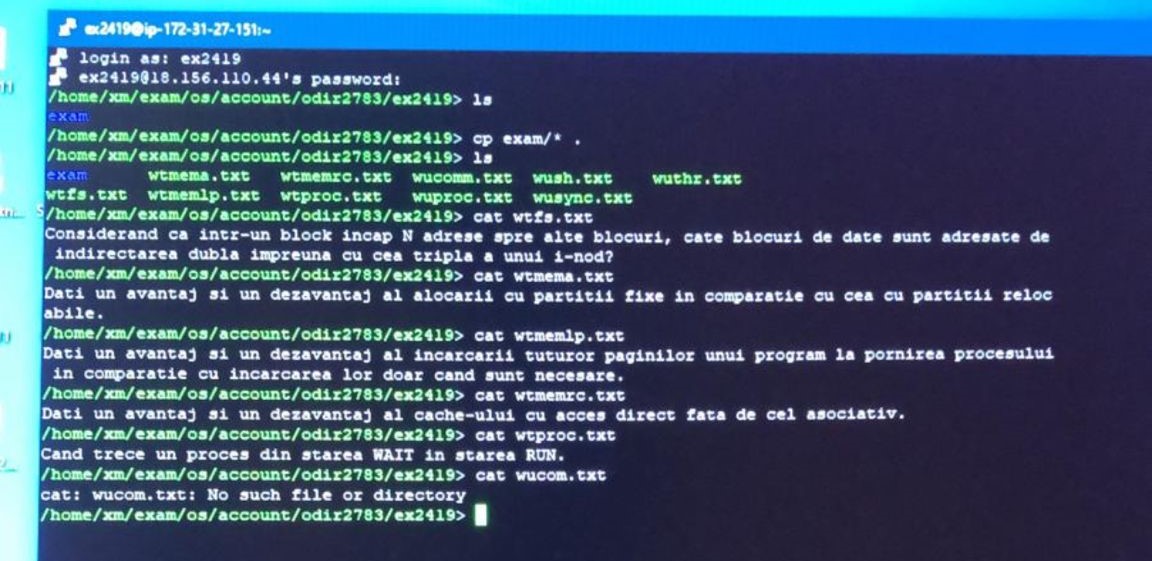 ex2419@ip-172-31-27-151:~
login as: ex2419
ex2419@18.156.110.44's password:
/home/xm/exam/os/account/odir2783/ex2419> ls
exam
/home/xm/exam/os/account/odir2783/ex2419> cp exam/* .
/home/xm/exam/os/account/odir2783/ex2419> ls
exam wtmema.txt wtmemrc.txt wucomm.txt wush.txt wuthr.txt
wtfs.txt wtmemlp.txt wtproc.txt wuproc.txt wusync.txt
/home/xm/exam/os/account/odir2783/ex2419> cat wtfs.txt
Considerand ca intr-un block incap N adrese spre alte blocuri, cate blocuri de date sunt adresate de
indirectarea dubla impreuna cu cea tripla a unui i-nod?
/home/xm/exam/os/account/odir2783/ex2419> cat wtmema.txt
Dati un avantaj si un dezavantaj al alocarii cu partitii fixe in comparatie cu cea cu partitii reloc
abile.
/home/xm/exam/os/account/odir2783/ex2419> cat wtmemlp.txt
Dati un avantaj si un dezavantaj al incarcarii tuturor paginilor unui program la pornirea procesului
in comparatie cu incarcarea lor doar cand sunt necesare.
/home/xm/exam/os/account/odir2783/ex2419> cat wtmemrc.txt
Dati un avantaj si un dezavantaj al cache-ului cu acces direct fata de cel asociativ.
/home/xm/exam/os/account/odir2783/ex2419> cat wtproc.txt
Cand trece un proces din starea WAIT in starea RUN.
/home/xm/exam/os/account/odir2783/ex2419> cat wucom.txt
cat: wucom.txt: No such file or directory
/home/xm/exam/os/account/odir2783/ex2419>